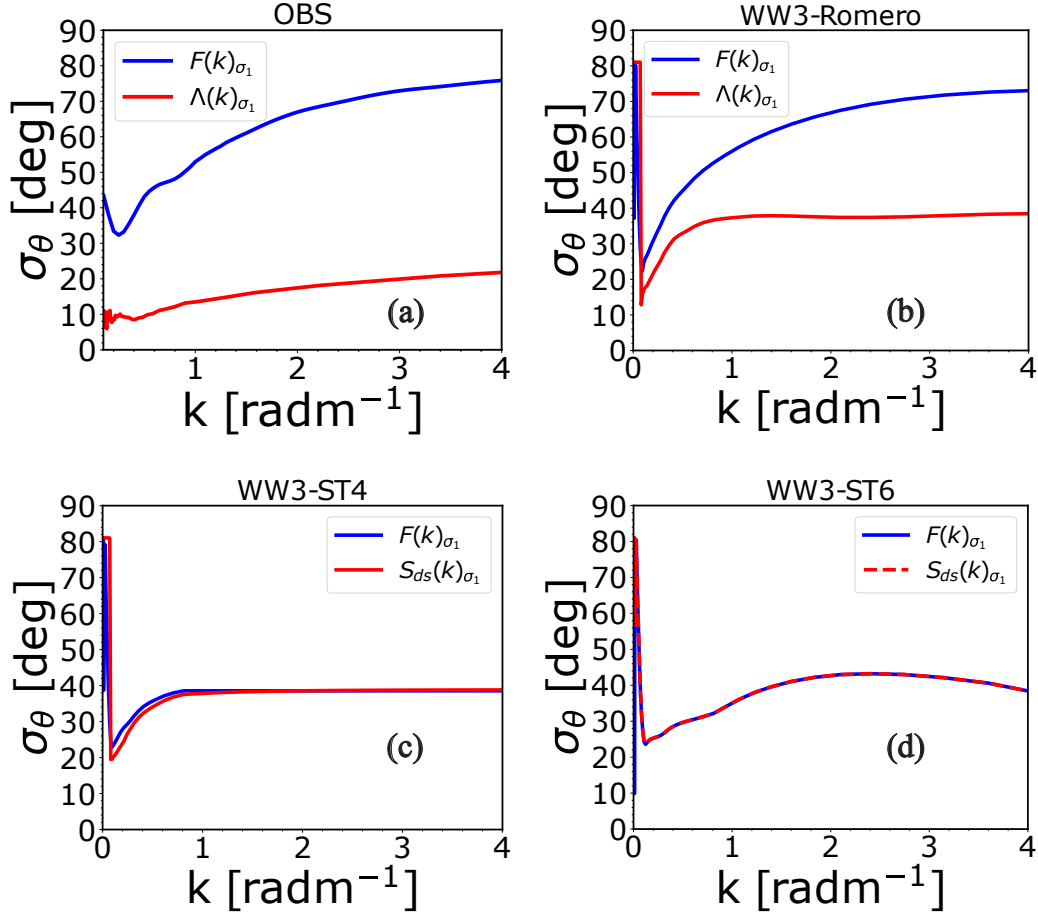 OBS
F(k)σ₁
Λ(k)σ₁
90
80
70
60
50
40
30
20
10
0
σθ [deg]
(a)
1 2 3 4
k [radm⁻¹]
WW3-Romero
F(k)σ₁
Λ(k)σ₁
90
80
70
60
50
40
30
20
10
0
σθ [deg]
(b)
0 1 2 3 4
k [radm⁻¹]
WW3-ST4
F(k)σ₁
Sds(k)σ₁
90
80
70
60
50
40
30
20
10
0
σθ [deg]
(c)
0 1 2 3 4
k [radm⁻¹]
WW3-ST6
F(k)σ₁
Sds(k)σ₁
90
80
70
60
50
40
30
20
10
0
σθ [deg]
(d)
0 1 2 3 4
k [radm⁻¹]